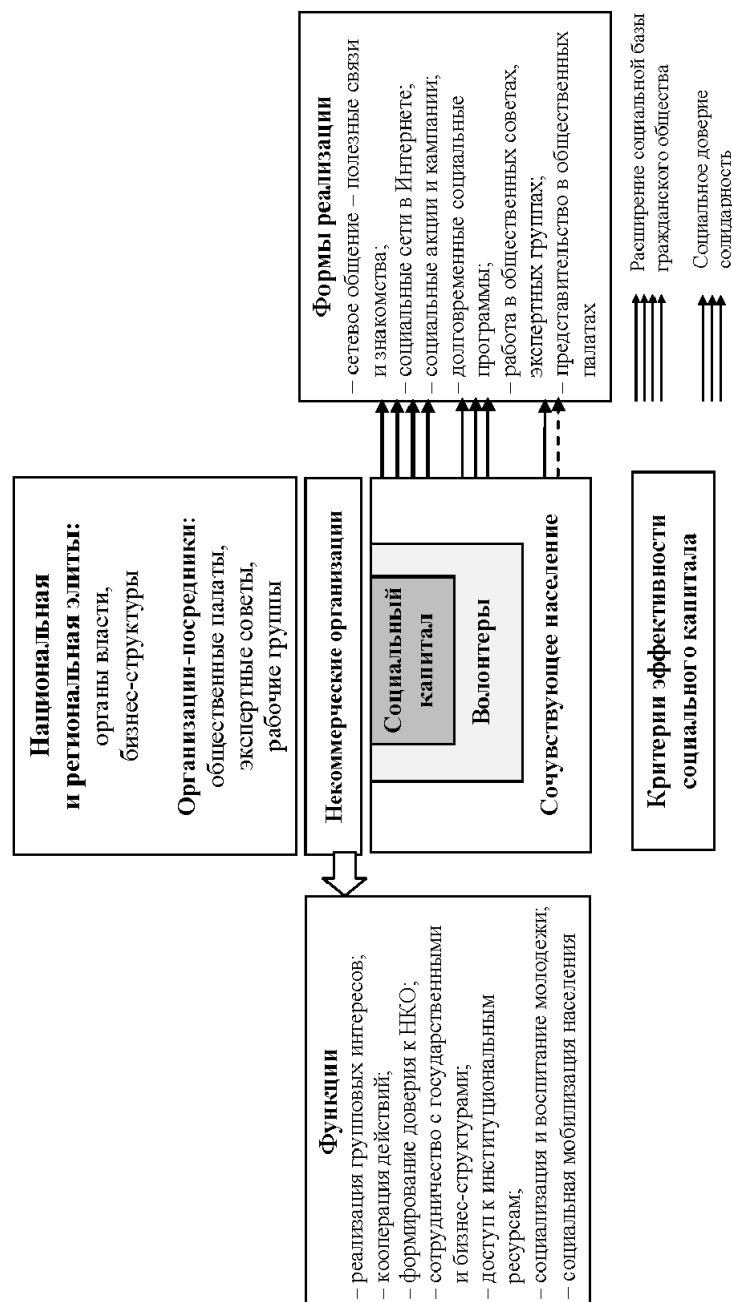 Национальная
и региональная элиты:
органы власти,
бизнес-структуры
Организации-посредники:
общественные палаты,
экспертные советы,
рабочие группы
Функции
– реализация групповых интересов;
– кооперация действий;
– формирование доверия к НКО;
– сотрудничество с государственными
и бизнес-структурами;
– доступ к институциональным
ресурсам;
– социализация и воспитание молодежи;
– социальная мобилизация населения
Некоммерческие организации
Социальный
капитал
Волонтеры
Сочувствующее население
Формы реализации
– сетевое общение – полезные связи
и знакомства;
– социальные сети в Интернете;
– социальные акции и кампании;
– долговременные социальные
программы;
– работа в общественных советах,
экспертных группах;
– представительство в общественных
палатах
Критерии эффективности
социального капитала
Расширение социальной базы
гражданского общества
Социальное доверие
солидарность